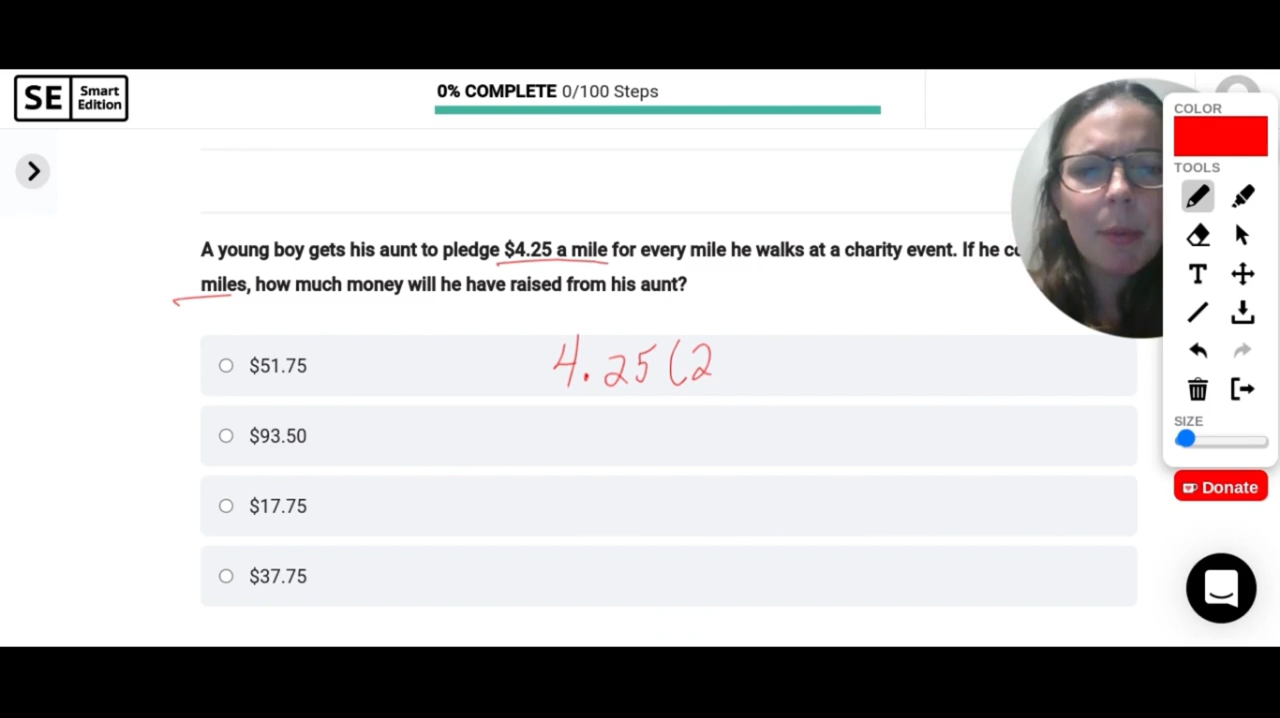 SE Smart Edition
0% COMPLETE 0/100 Steps
COLOR
TOOLS
A young boy gets his aunt to pledge $4.25 a mile for every mile he walks at a charity event. If he
miles, how much money will he have raised from his aunt?
$51.75
4.25(2
$93.50
$17.75
$37.75
T
SIZE
Donate